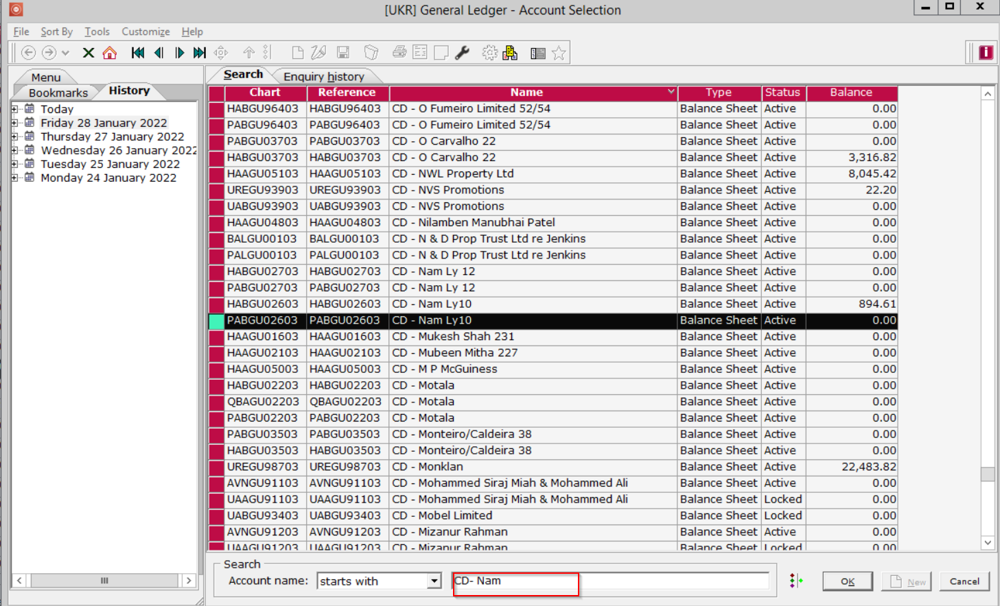 [UKR] General Ledger - Account Selection
File Sort By Tools Customize Help
Menu
Bookmarks History
Today
Friday 28 January 2022
Thursday 27 January 2022
Wednesday 26 January 2022
Tuesday 25 January 2022
Monday 24 January 2022
Search Enquiry history
Chart Reference Name Type Status Balance
HABGU96403 HABGU96403 CD - O Fumeiro Limited 52/54 Balance Sheet Active 0.00
PABGU96403 PABGU96403 CD - O Fumeiro Limited 52/54 Balance Sheet Active 0.00
PABGU03703 PABGU03703 CD - O Carvalho 22 Balance Sheet Active 0.00
HABGU03703 HABGU03703 CD - O Carvalho 22 Balance Sheet Active 3,316.82
HAAGU05103 HAAGU05103 CD - NWL Property Ltd Balance Sheet Active 8,045.42
UREGU93903 UREGU93903 CD - NVS Promotions Balance Sheet Active 22.20
UABGU93903 UABGU93903 CD - NVS Promotions Balance Sheet Active 0.00
HAAGU04803 HAAGU04803 CD - Nilamben Manubhai Patel Balance Sheet Active 0.00
BALGU00103 BALGU00103 CD - N & D Prop Trust Ltd re Jenkins Balance Sheet Active 0.00
PALGU00103 PALGU00103 CD - N & D Prop Trust Ltd re Jenkins Balance Sheet Active 0.00
HABGU02703 HABGU02703 CD - Nam Ly 12 Balance Sheet Active 0.00
PABGU02703 PABGU02703 CD - Nam Ly 12 Balance Sheet Active 0.00
HABGU02603 HABGU02603 CD - Nam Ly10 Balance Sheet Active 894.61
PABGU02603 PABGU02603 CD - Nam Ly10 Balance Sheet Active 0.00
HAAGU01603 HAAGU01603 CD - Mukesh Shah 231 Balance Sheet Active 0.00
HAAGU02103 HAAGU02103 CD - Mubeen Mitha 227 Balance Sheet Active 0.00
HAAGU05003 HAAGU05003 CD - M P McGuiness Balance Sheet Active 0.00
HABGU02203 HABGU02203 CD - Motala Balance Sheet Active 0.00
QBAGU02203 QBAGU02203 CD - Motala Balance Sheet Active 0.00
PABGU02203 PABGU02203 CD - Motala Balance Sheet Active 0.00
PABGU03503 PABGU03503 CD - Monteiro/Caldeira 38 Balance Sheet Active 0.00
HABGU03503 HABGU03503 CD - Monteiro/Caldeira 38 Balance Sheet Active 0.00
UREGU98703 UREGU98703 CD - Monklan Balance Sheet Active 22,483.82
AVNGU91103 AVNGU91103 CD - Mohammed Siraj Miah & Mohammed Ali Balance Sheet Active 0.00
UAAGU91103 UAAGU91103 CD - Mohammed Siraj Miah & Mohammed Ali Balance Sheet Locked 0.00
UABGU93403 UABGU93403 CD - Mobel Limited Balance Sheet Locked 0.00
AVNGU91203 AVNGU91203 CD - Mizanur Rahman Balance Sheet Active 0.00
UAAGU91203 UAAGU91203 CD - Mizanur Rahman Balance Sheet Locked 0.00
Search
Account name: starts with CD- Nam OK New Cancel